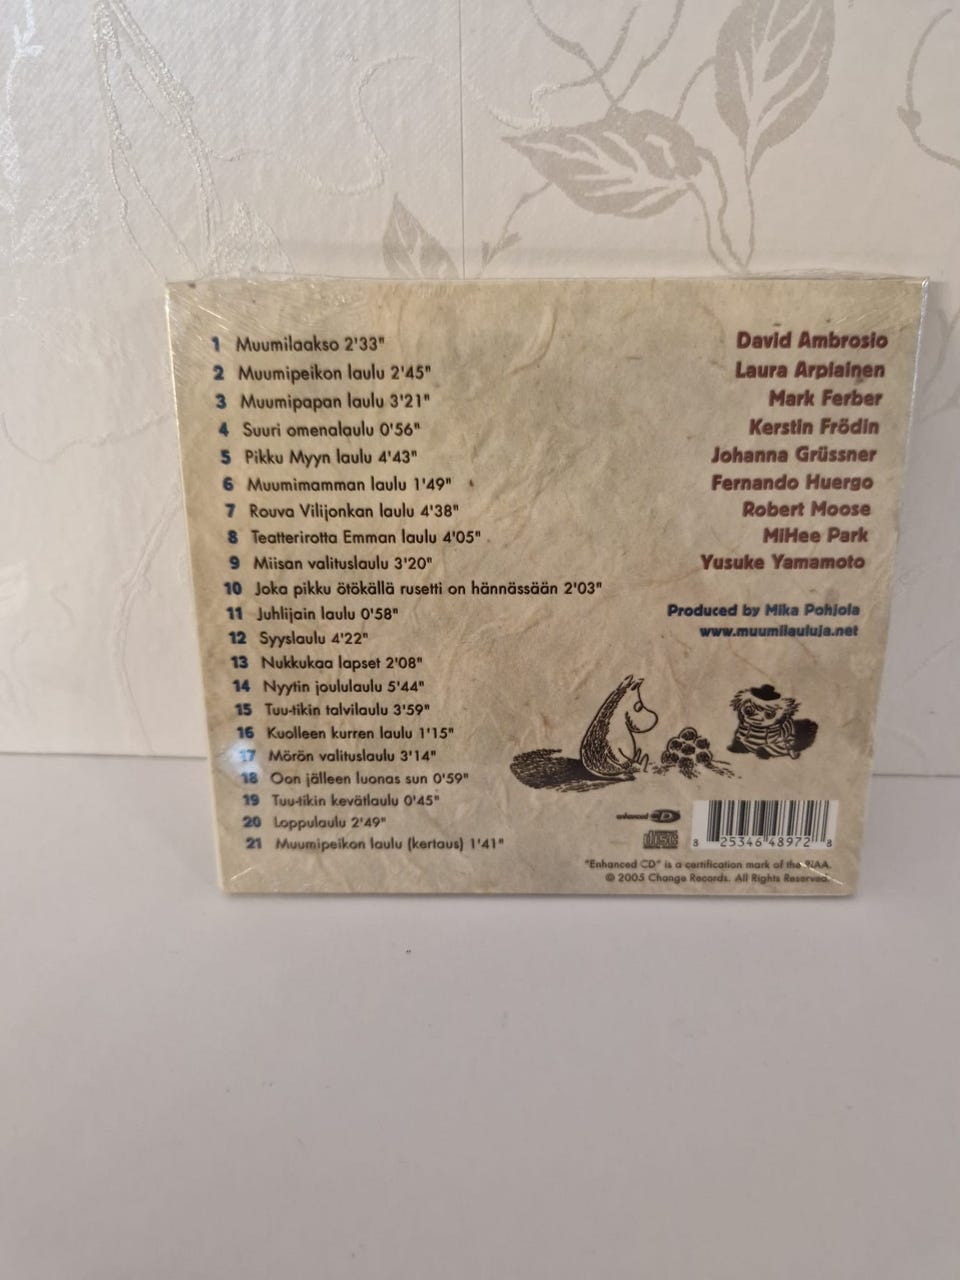 1 Muumilaakso 2'33"
2 Muumipeikon laulu 2'45"
3 Muumipapan laulu 3'21"
4 Suuri omenalaulu 0'56"
5 Pikku Myyn laulu 4'43"
6 Muumimamman laulu 1'49"
7 Rouva Vilijonkan laulu 4'38"
8 Teatterirotta Emman laulu 4'05"
9 Miisan valituslaulu 3'20"
10 Joka pikku ötökällä rusetti on hännässään 2'03"
11 Juhlijain laulu 0'58"
12 Syyslaulu 4'22"
13 Nukkukaa lapset 2'08"
14 Nyytin joululaulu 5'44"
15 Tuu-tikin talvilaulu 3'59"
16 Kuolleen kurren laulu 1'15"
17 Mörön valituslaulu 3'14"
18 Oon jälleen luonas sun 0'59"
19 Tuu-tikin kevätlaulu 0'45"
20 Loppulaulu 2'49"
21 Muumipeikon laulu (kertaus) 1'41"
David Ambrosio
Laura Arpiainen
Mark Ferber
Kerstin Frödin
Johanna Grüssner
Fernando Huergo
Robert Moose
MiHee Park
Yusuke Yamamoto
Produced by Mika Pohjola
www.muumilauluja.net
enhanced CD
8 25346 48972 8
"Enhanced CD" is a certification mark of the RIAA.
© 2005 Change Records. All Rights Reserved.